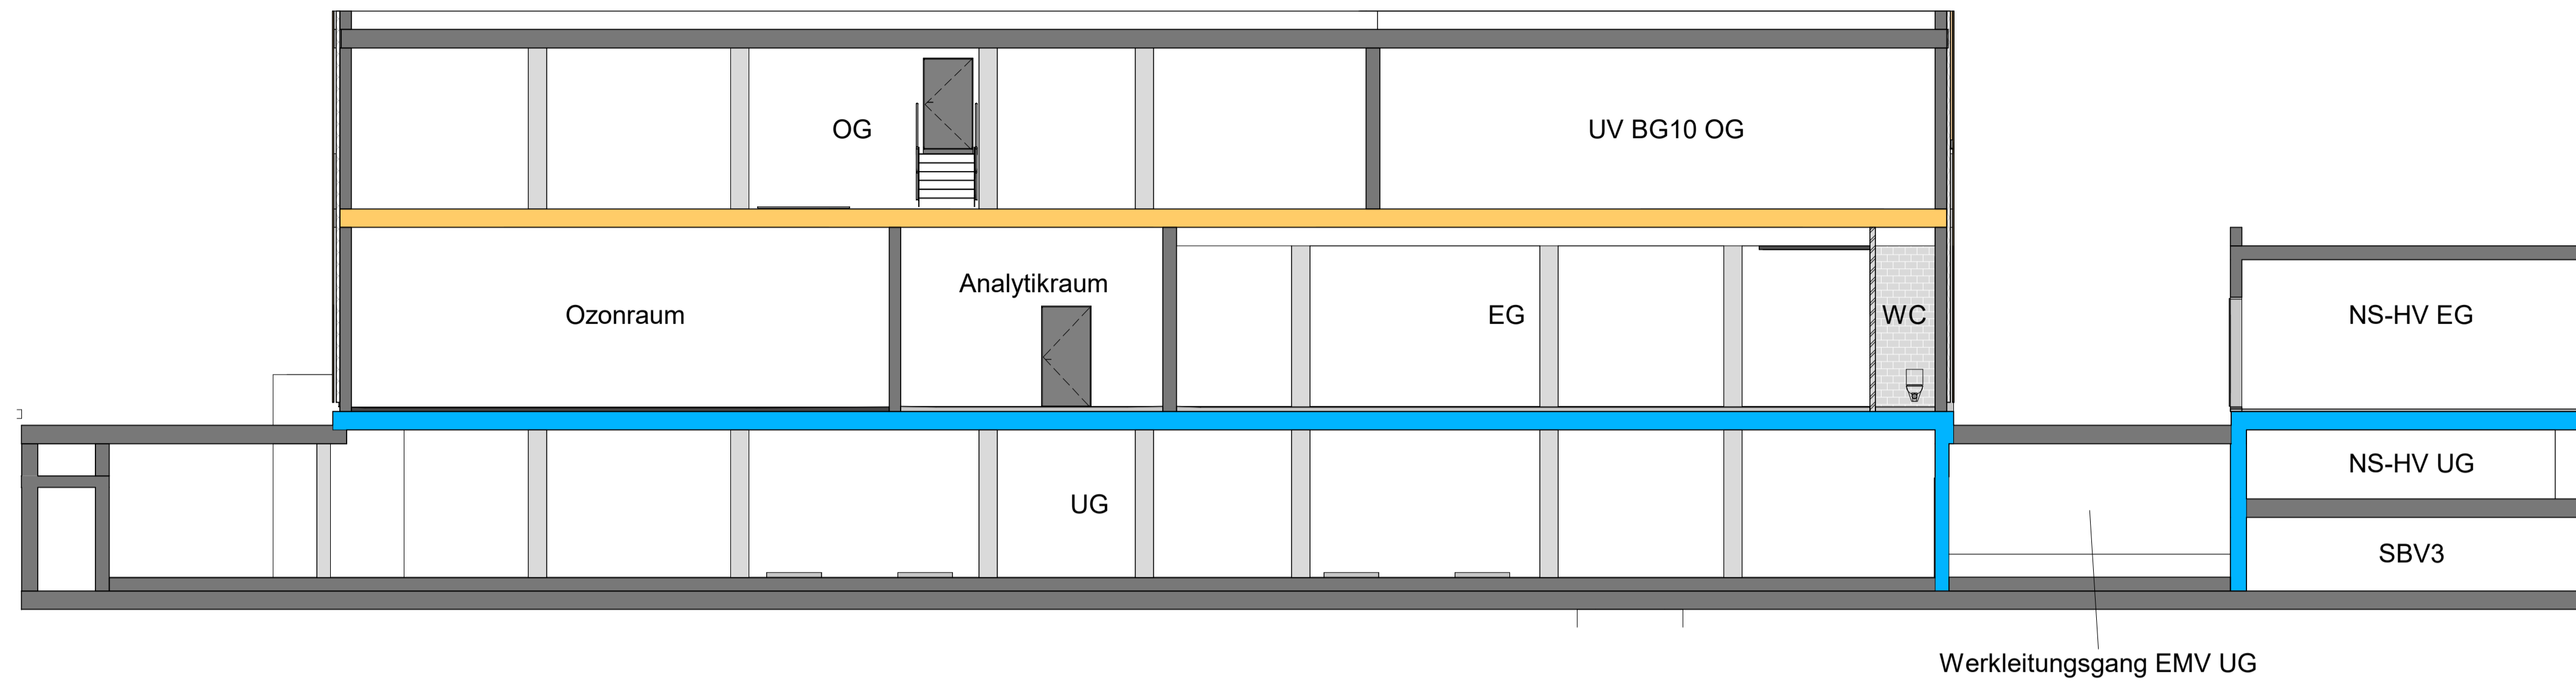 OG
UV BG10 OG
Ozonraum
Analytikraum
EG
WC
NS-HV EG
UG
NS-HV UG
SBV3
Werkleitungsgang EMV UG